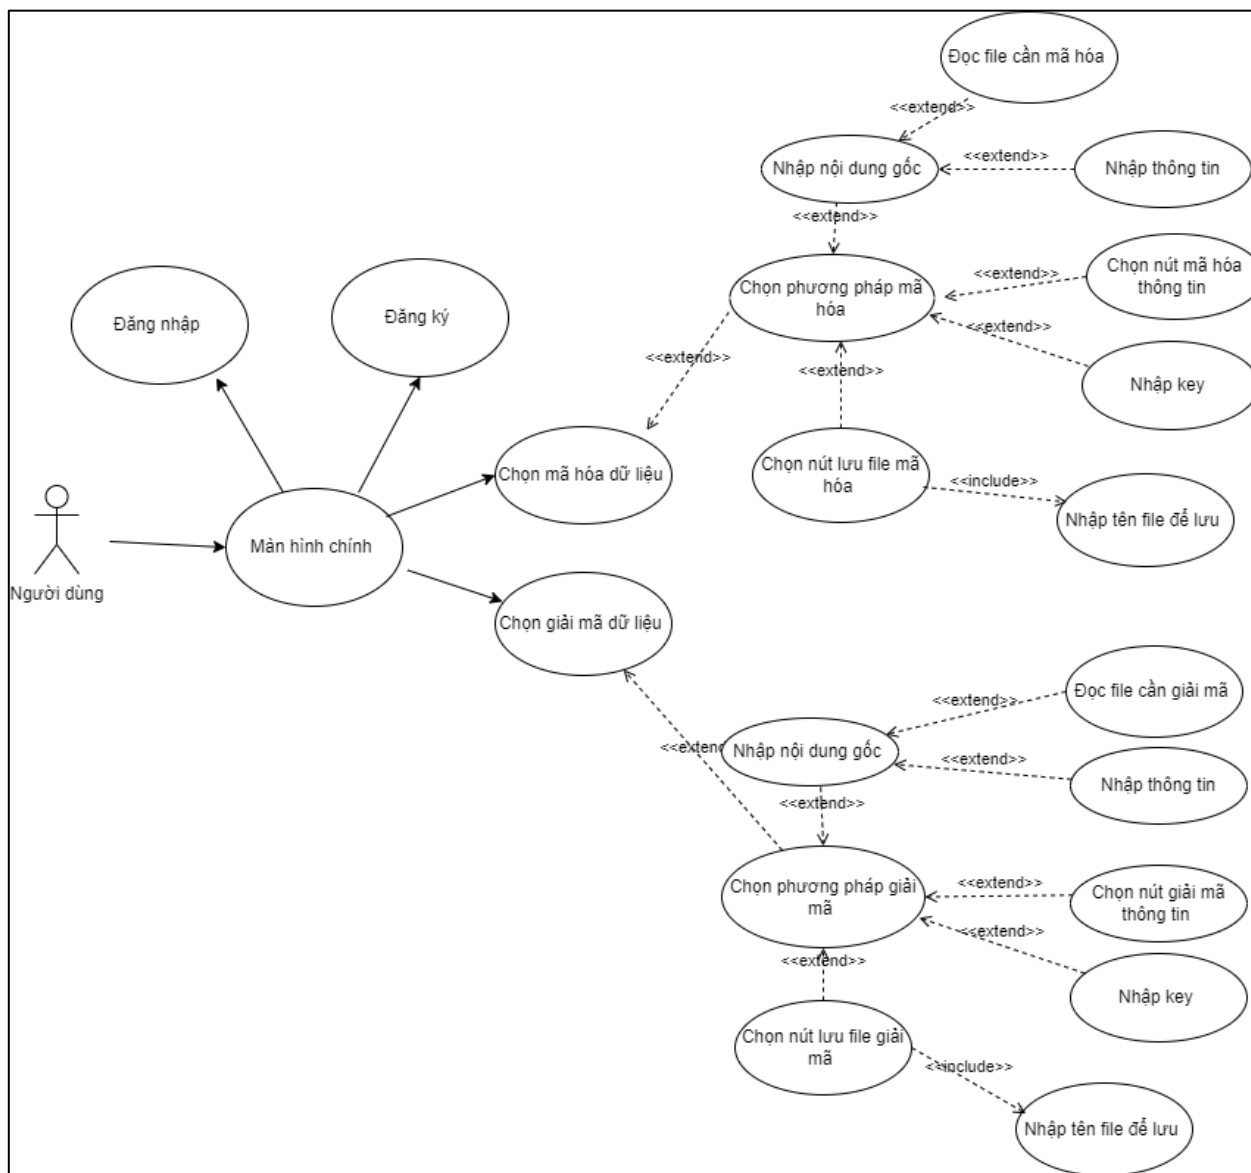 Đọc file cần mã hóa
<<extend>>
Nhập nội dung gốc
<<extend>>
Nhập thông tin
<<extend>>
Chọn phương pháp mã
hóa
<<extend>>
Chọn nút mã hóa
thông tin
<<extend>>
Nhập key
Đăng nhập
Đăng ký
<<extend>>
<<extend>>
Chọn mã hóa dữ liệu
Chọn nút lưu file mã
hóa
<<include>>
Nhập tên file để lưu
Màn hình chính
Người dùng
Chọn giải mã dữ liệu
Đọc file cần giải mã
<<extend>>
<<extend
Nhập nội dung gốc
<<extend>>
Nhập thông tin
<<extend>>
Chọn phương pháp giải
mã
<<extend>>
Chọn nút giải mã
thông tin
<<extend>>
Nhập key
<<extend>>
Chọn nút lưu file giải
mã
<<include>>
Nhập tên file để lưu